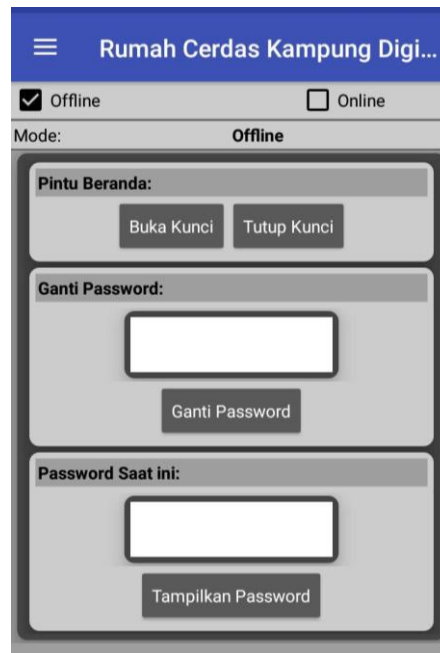 Rumah Cerdas Kampung Digi...
Offline Online
Mode: Offline
Pintu Beranda:
Buka Kunci Tutup Kunci
Ganti Password:
Ganti Password
Password Saat ini:
Tampilkan Password